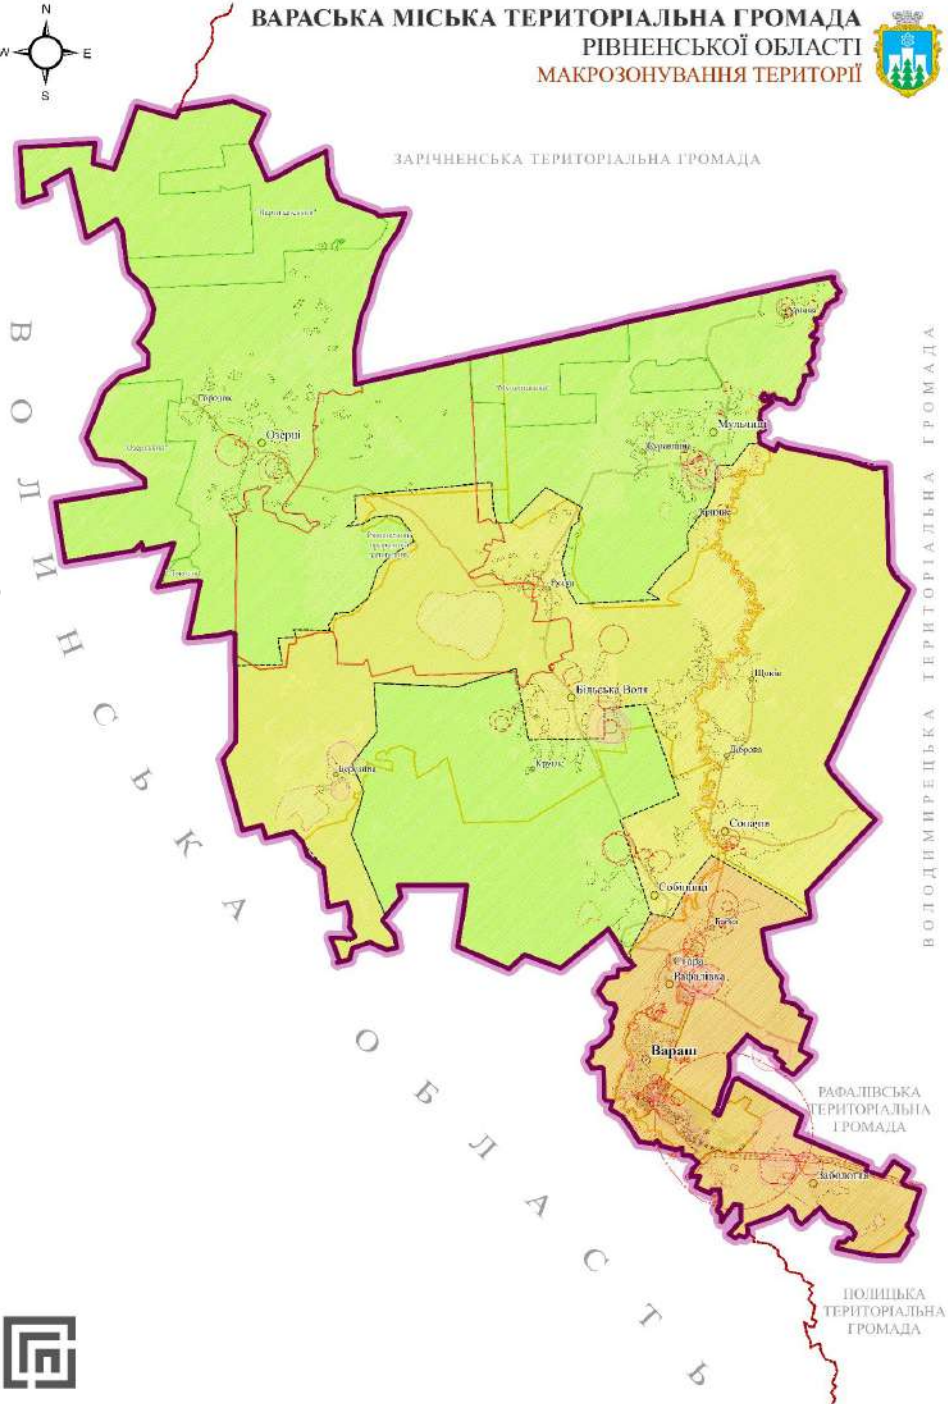 ВАРАСЬКА МІСЬКА ТЕРИТОРІАЛЬНА ГРОМАДА
РІВНЕНСЬКОЇ ОБЛАСТІ
МАКРОЗОНУВАННЯ ТЕРИТОРІЇ
N
W
E
S
ЗАРІЧНЕНСЬКА ТЕРИТОРІАЛЬНА ГРОМАДА
ВОЛИНСЬКА ОБЛАСТЬ
ВОЛОДИМИРЕЦЬКА ТЕРИТОРІАЛЬНА ГРОМАДА
Городок
Озерці
Мульчиці
Більська Воля
Щоків
Сопачів
Собіщиці
Стара
Рафалівка
Вараш
Заболоття
РАФАЛІВСЬКА
ТЕРИТОРІАЛЬНА
ГРОМАДА
ПОЛИЦЬКА
ТЕРИТОРІАЛЬНА
ГРОМАДА